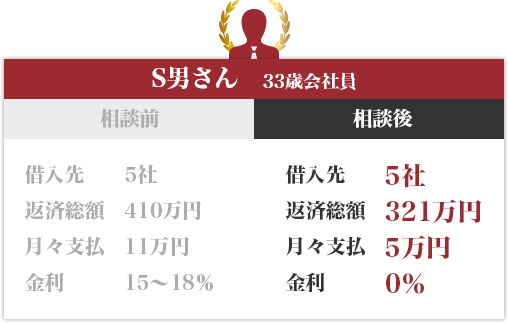 S男さん 33歳会社員
相談前 相談後
借入先 5社 借入先 5社
返済総額 410万円 返済総額 321万円
月々支払 11万円 月々支払 5万円
金利 15〜18% 金利 0%